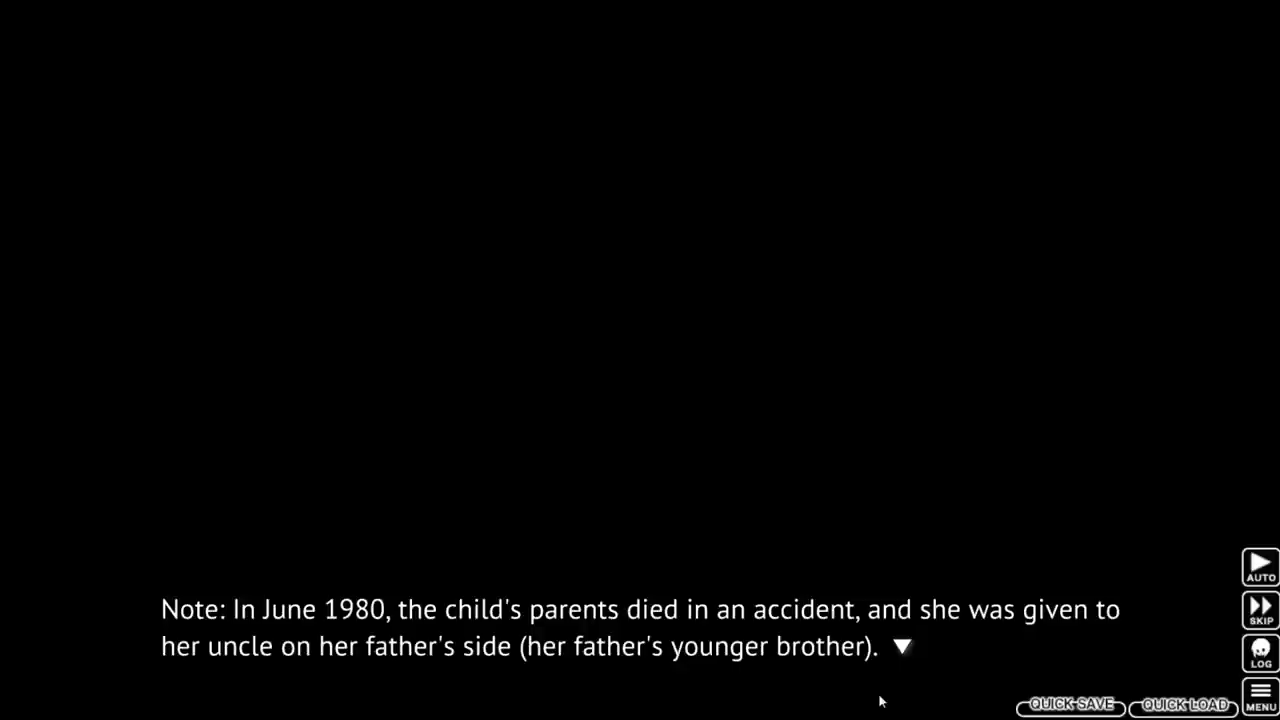 Note: In June 1980, the child's parents died in an accident, and she was given to
her uncle on her father's side (her father's younger brother). ▼
AUTO
SKIP
LOG
MENU
QUICK SAVE
QUICK LOAD